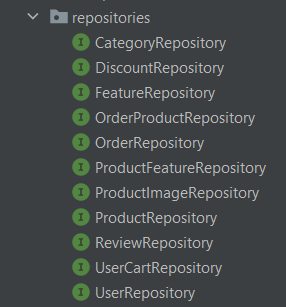 repositories
I CategoryRepository
I DiscountRepository
I FeatureRepository
I OrderProductRepository
I OrderRepository
I ProductFeatureRepository
I ProductImageRepository
I ProductRepository
I ReviewRepository
I UserCartRepository
I UserRepository